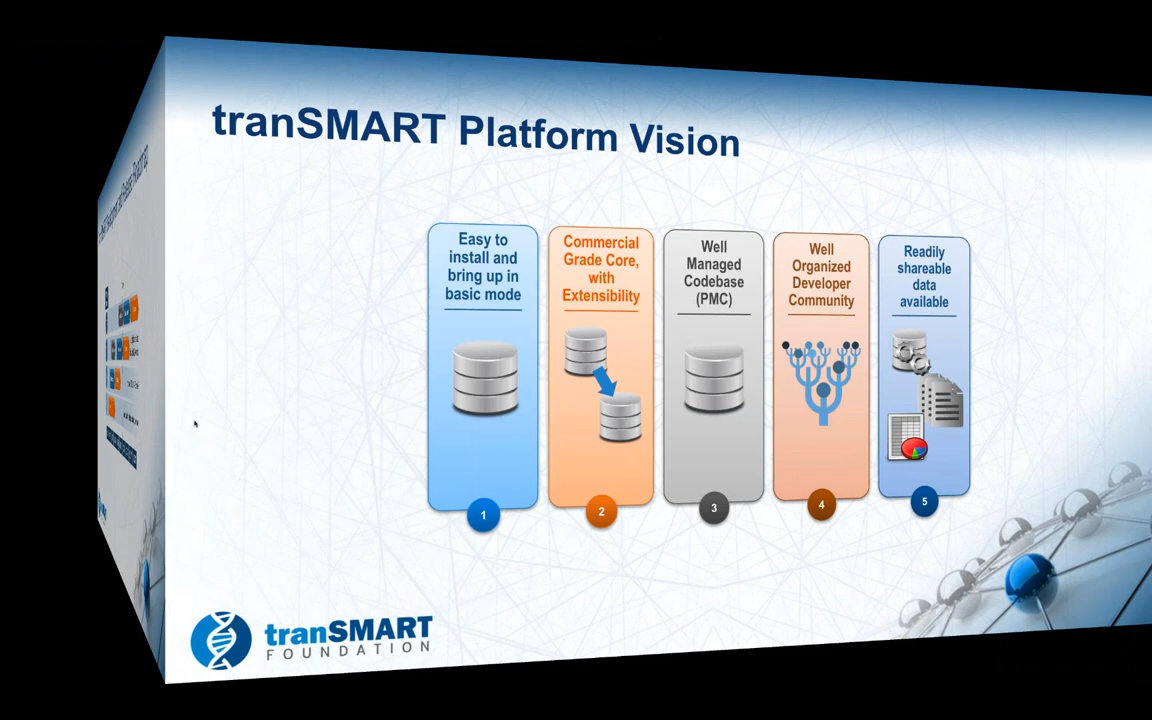 tranSMART Platform Vision
Easy to
install and
bring up in
basic mode
Commercial
Grade Core,
with
Extensibility
Well
Managed
Codebase
(PMC)
Well
Organized
Developer
Community
Readily
shareable
data
available
1
2
3
4
5
tranSMART
FOUNDATION